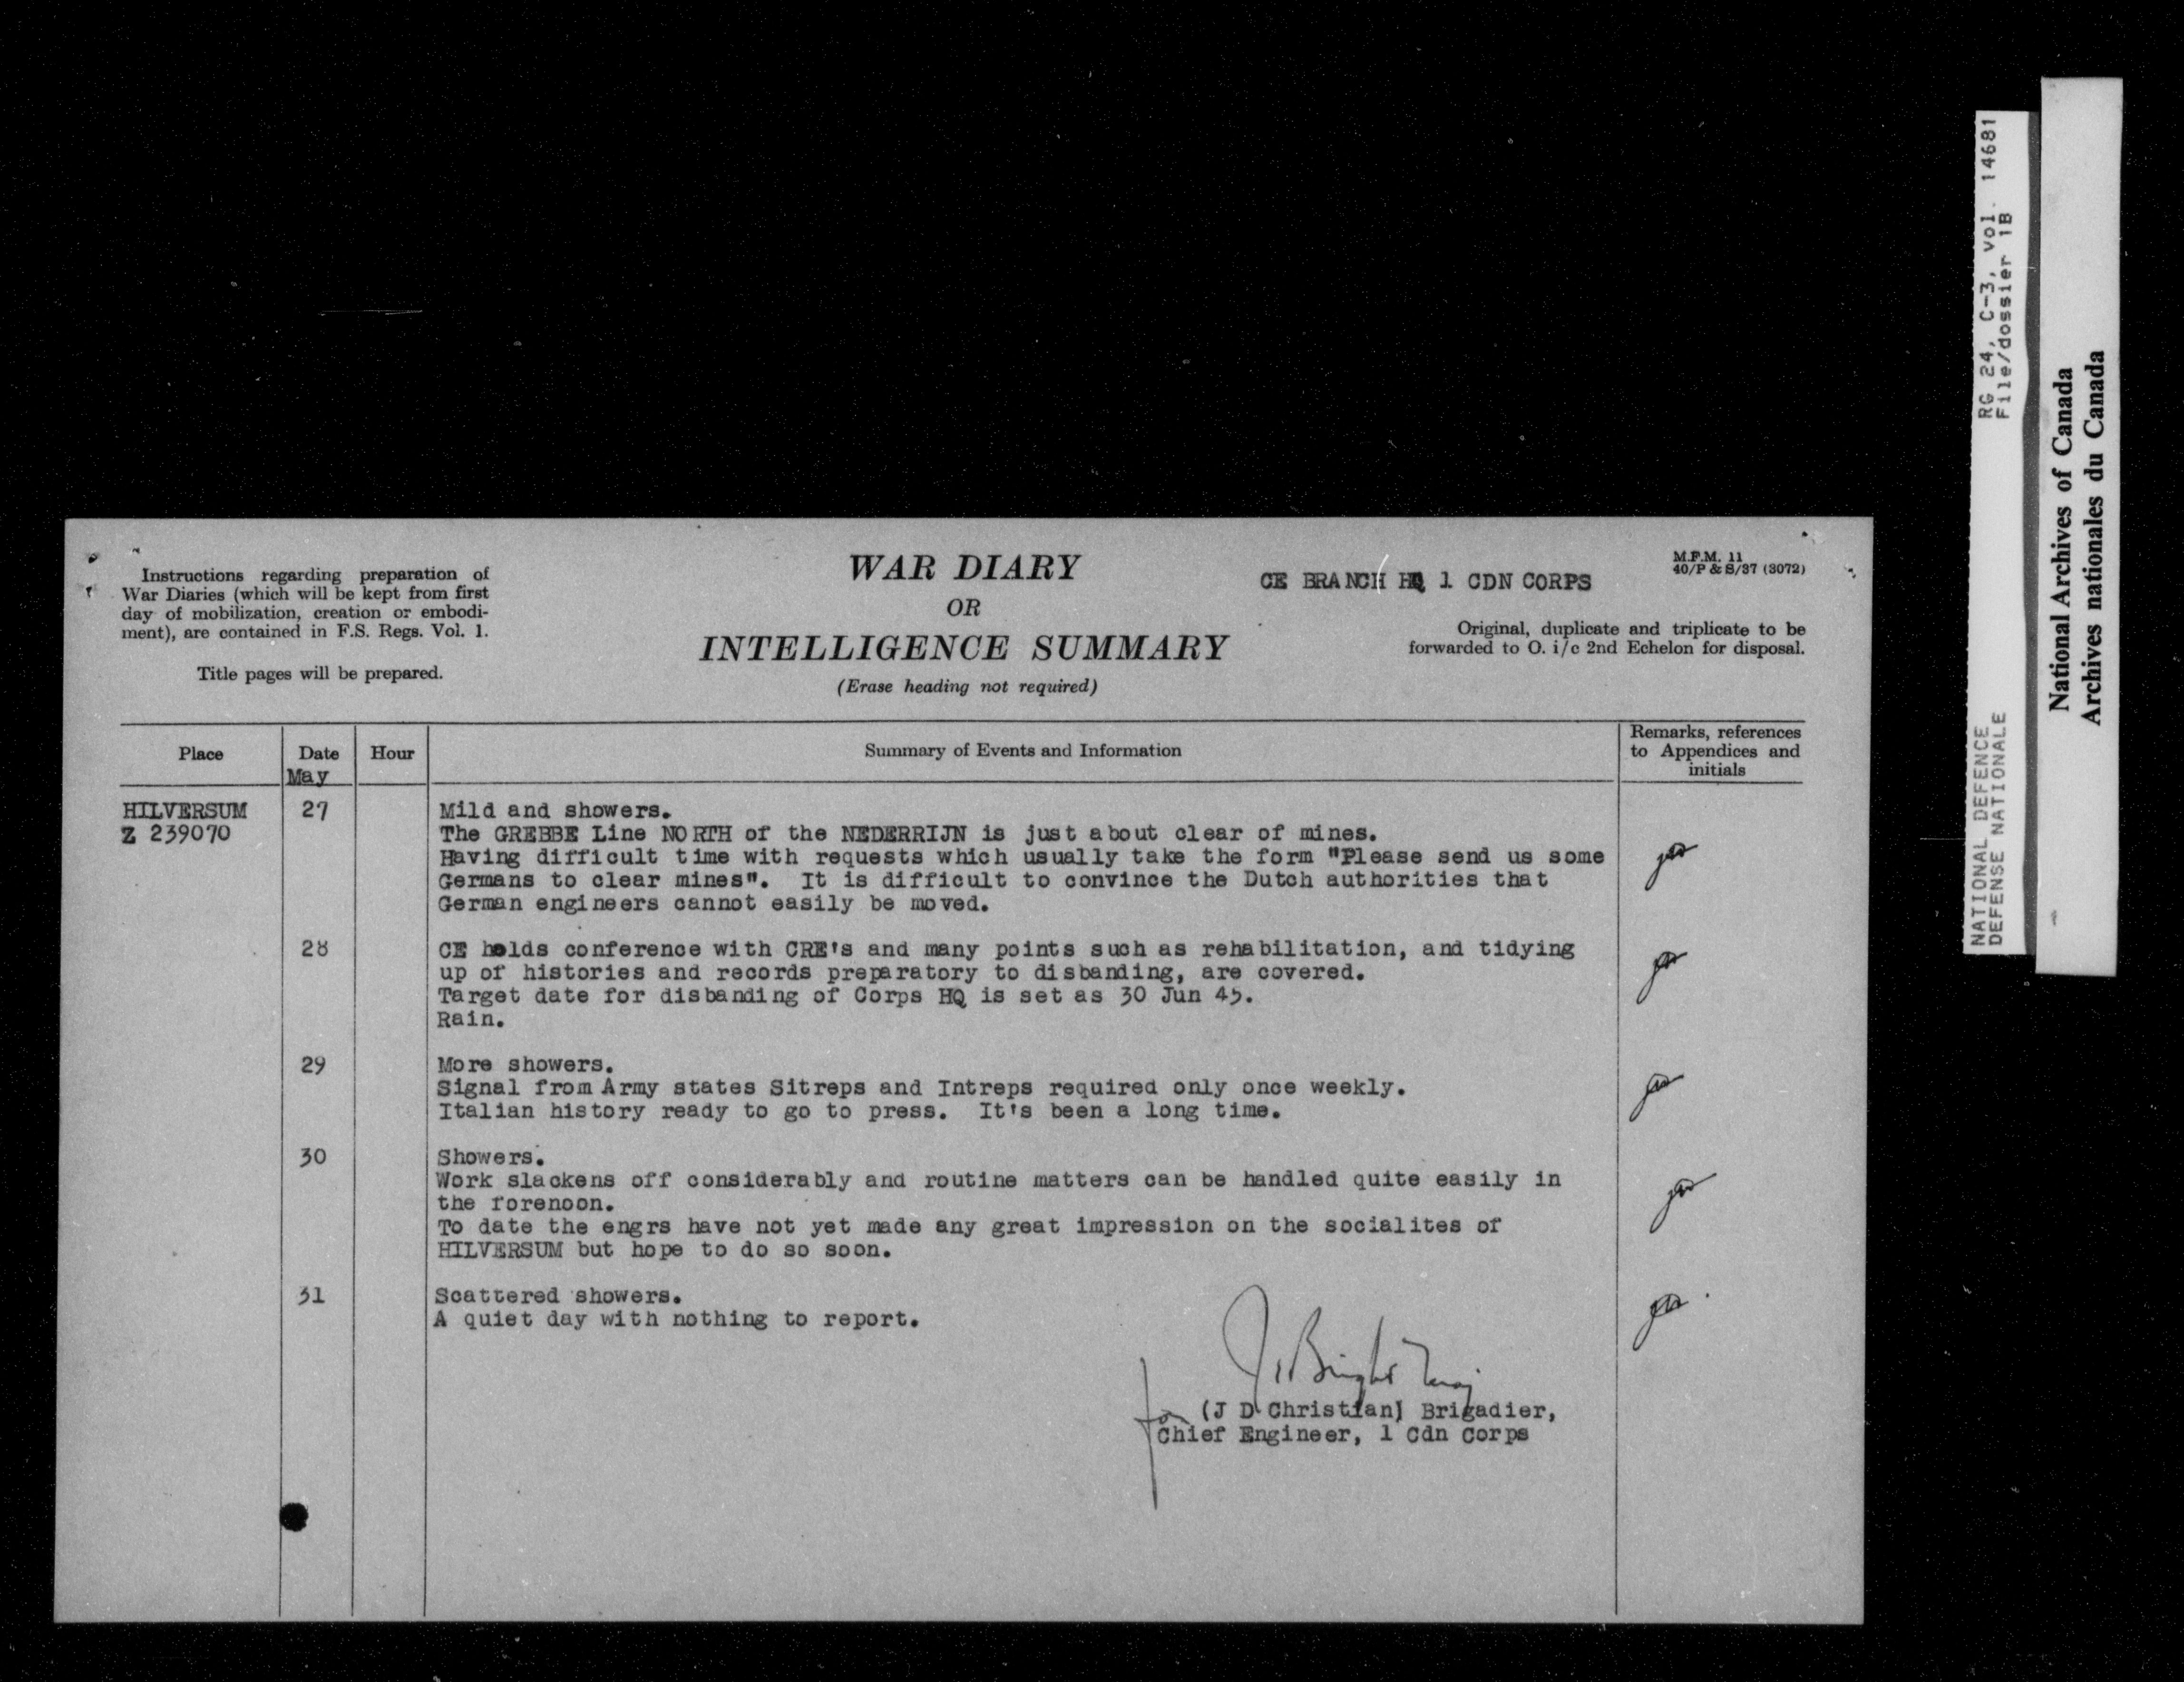 Instructions regarding preparation of
War Diaries (which will be kept from first
day of mobilization, creation or embodi-
ment), are contained in F.S. Regs. Vol. 1.
Title pages will be prepared.
WAR DIARY
OR
INTELLIGENCE SUMMARY
(Erase heading not required)
CE BRANCH HQ 1 CDN CORPS
M.F.M. 11
40/P & S/37 (3072)
Original, duplicate and triplicate to be
forwarded to O. i/c 2nd Echelon for disposal.
Place
Date
May
Hour
Summary of Events and Information
Remarks, references
to Appendices and
initials
HILVERSUM
Z 239070
27
Mild and showers.
The GREBBE Line NORTH of the NEDERRIJN is just about clear of mines.
Having difficult time with requests which usually take the form "Please send us some
Germans to clear mines". It is difficult to convince the Dutch authorities that
German engineers cannot easily be moved.
28
CE holds conference with CRE's and many points such as rehabilitation, and tidying
up of histories and records preparatory to disbanding, are covered.
Target date for disbanding of Corps HQ is set as 30 Jun 45.
Rain.
29
More showers.
Signal from Army states Sitreps and Intreps required only once weekly.
Italian history ready to go to press. It's been a long time.
30
Showers.
Work slackens off considerably and routine matters can be handled quite easily in
the forenoon.
To date the engrs have not yet made any great impression on the socialites of
HILVERSUM but hope to do so soon.
31
Scattered showers.
A quiet day with nothing to report.
Bright Maj
for (J D Christian) Brigadier,
Chief Engineer, 1 Cdn Corps
NATIONAL DEFENCE RG 24, C-3, vol. 14681
DEFENSE NATIONALE File/dossier 1B
National Archives of Canada
Archives nationales du Canada